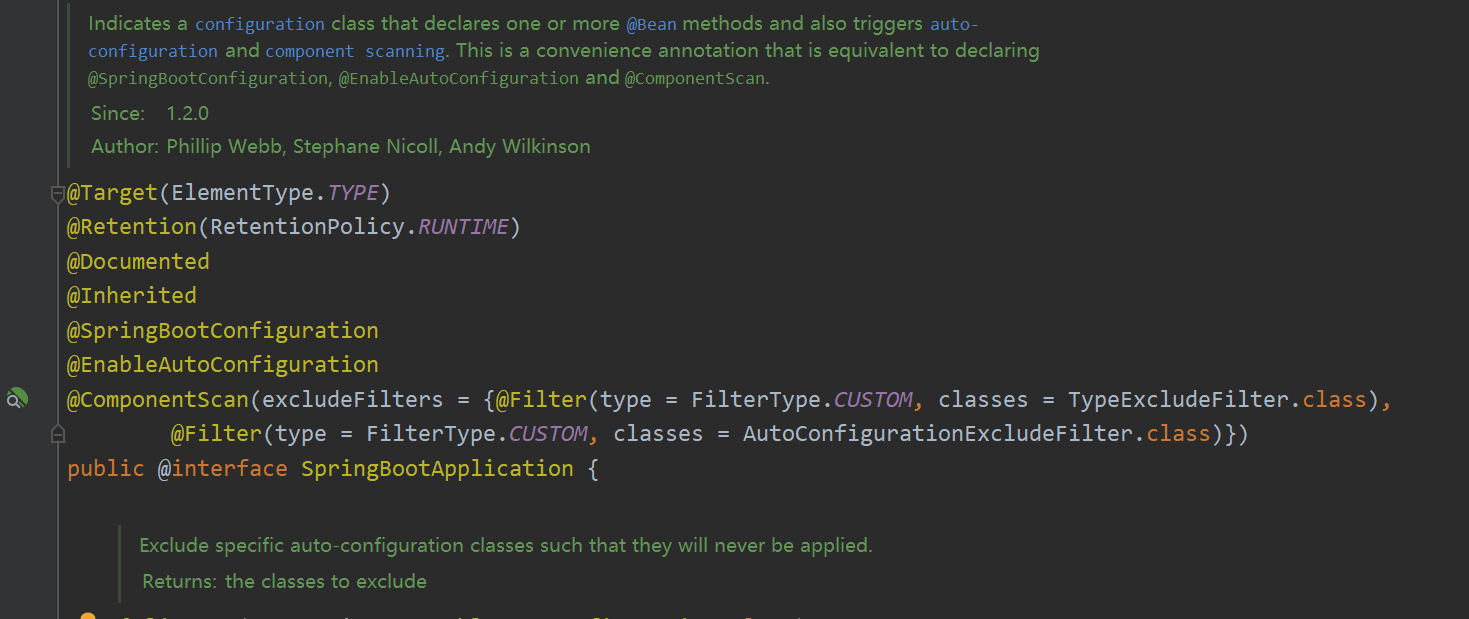 Indicates a configuration class that declares one or more @Bean methods and also triggers auto-
configuration and component scanning. This is a convenience annotation that is equivalent to declaring
@SpringBootConfiguration, @EnableAutoConfiguration and @ComponentScan.
Since: 1.2.0
Author: Phillip Webb, Stephane Nicoll, Andy Wilkinson
@Target(ElementType.TYPE)
@Retention(RetentionPolicy.RUNTIME)
@Documented
@Inherited
@SpringBootConfiguration
@EnableAutoConfiguration
@ComponentScan(excludeFilters = {@Filter(type = FilterType.CUSTOM, classes = TypeExcludeFilter.class),
@Filter(type = FilterType.CUSTOM, classes = AutoConfigurationExcludeFilter.class)})
public @interface SpringBootApplication {
Exclude specific auto-configuration classes such that they will never be applied.
Returns: the classes to exclude